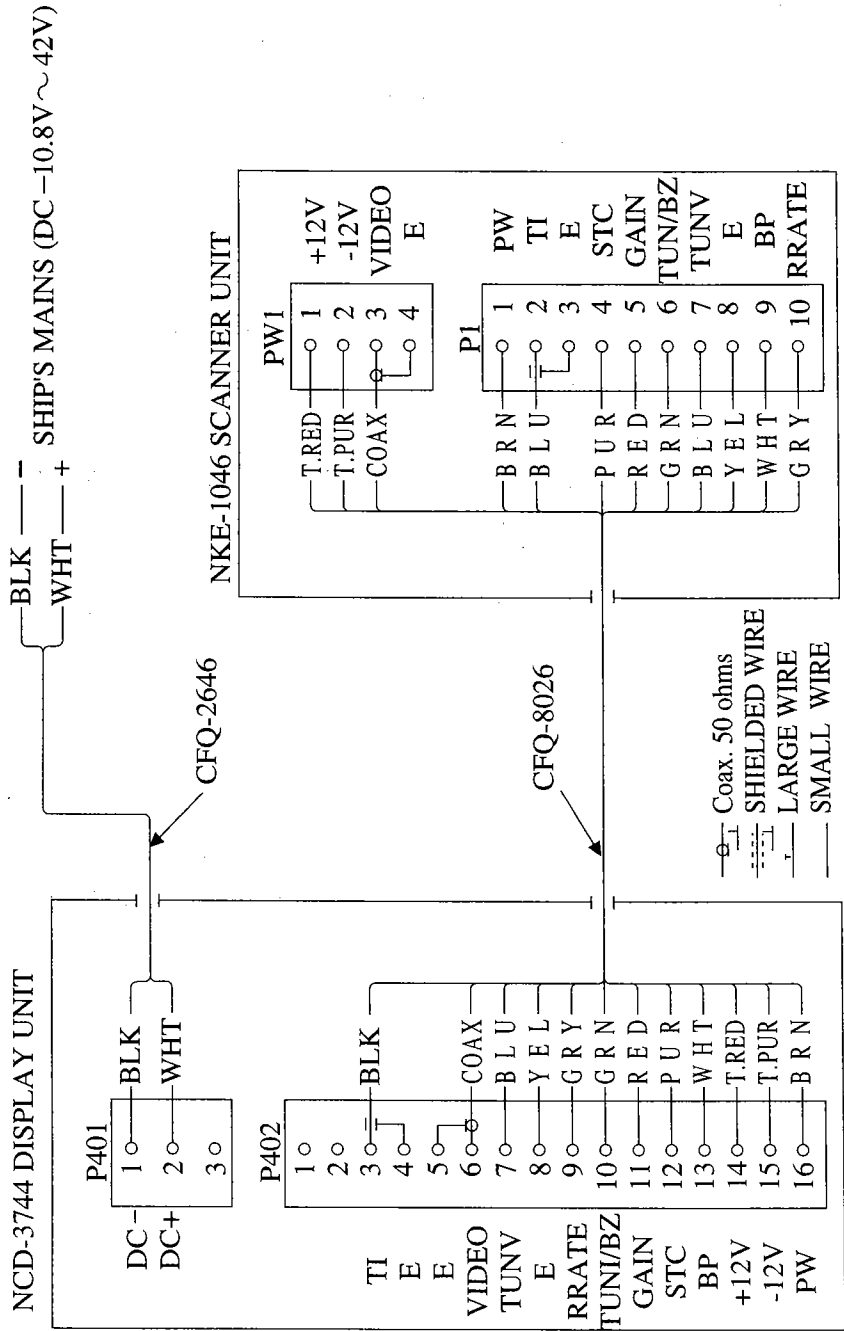 NCD-3744 DISPLAY UNIT
P401
DC- 1 BLK
DC+ 2 WHT
3
P402
1
2
TI 3 BLK
E 4
E 5
VIDEO 6 COAX
TUNV 7 BLU
E 8 YEL
RRATE 9 GRY
TUNI/BZ 10 GRN
GAIN 11 RED
STC 12 PUR
BP 13 WHT
+12V 14 T.RED
-12V 15 T.PUR
PW 16 BRN
CFQ-2646
BLK −
WHT +
SHIP'S MAINS (DC −10.8V～42V)
CFQ-8026
Coax. 50 ohms
SHIELDED WIRE
LARGE WIRE
SMALL WIRE
NKE-1046 SCANNER UNIT
PW1
T.RED 1 +12V
T.PUR 2 -12V
COAX 3 VIDEO
4 E
P1
BRN 1 PW
BLU 2 TI
3 E
PUR 4 STC
RED 5 GAIN
GRN 6 TUN/BZ
BLU 7 TUNV
YEL 8 E
WHT 9 BP
GRY 10 RRATE